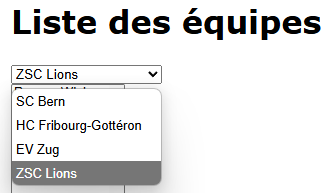 Liste des équipes
ZSC Lions
SC Bern
HC Fribourg-Gottéron
EV Zug
ZSC Lions